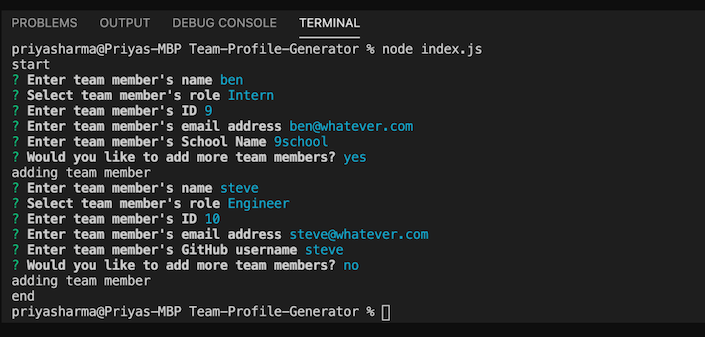 PROBLEMS OUTPUT DEBUG CONSOLE TERMINAL
priyasharma@Priyas-MBP Team-Profile-Generator % node index.js
start
? Enter team member's name ben
? Select team member's role Intern
? Enter team member's ID 9
? Enter team member's email address ben@whatever.com
? Enter team member's School Name 9school
? Would you like to add more team members? yes
adding team member
? Enter team member's name steve
? Select team member's role Engineer
? Enter team member's ID 10
? Enter team member's email address steve@whatever.com
? Enter team member's GitHub username steve
? Would you like to add more team members? no
adding team member
end
priyasharma@Priyas-MBP Team-Profile-Generator %